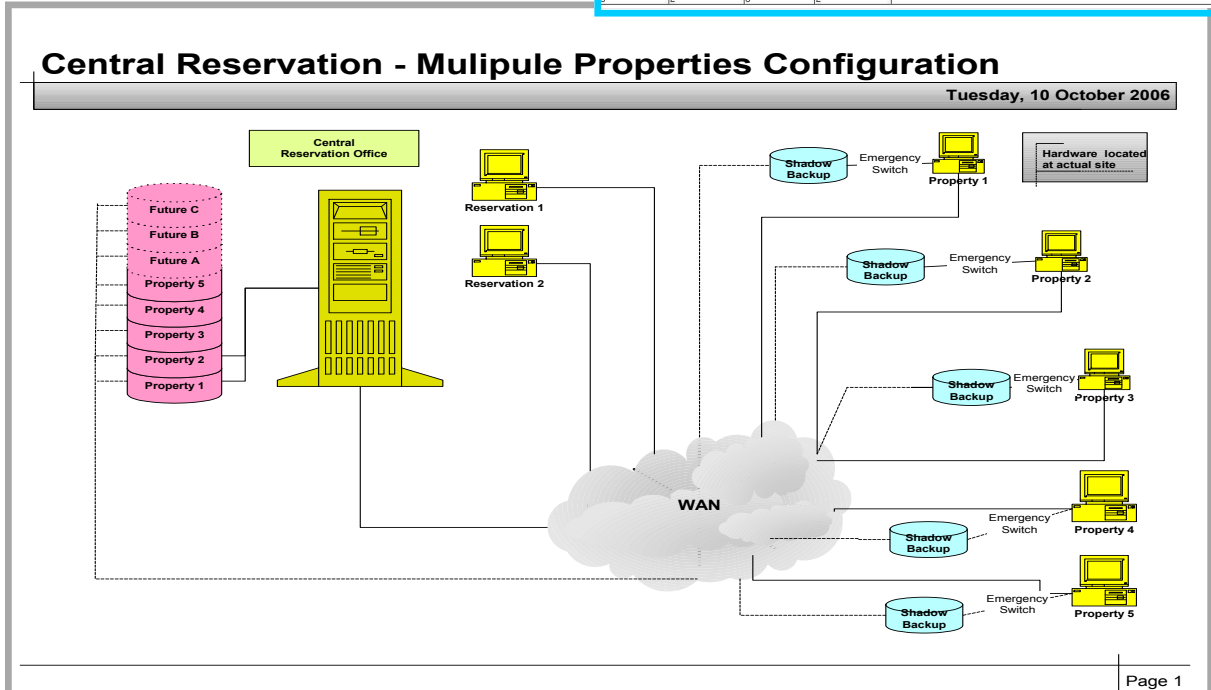 Central Reservation - Mulipule Properties Configuration
Tuesday, 10 October 2006
Central
Reservation Office
Future C
Future B
Future A
Property 5
Property 4
Property 3
Property 2
Property 1
Reservation 1
Reservation 2
WAN
Shadow
Backup
Emergency
Switch
Property 1
Hardware located
at actual site
Shadow
Backup
Emergency
Switch
Property 2
Shadow
Backup
Emergency
Switch
Property 3
Shadow
Backup
Emergency
Switch
Property 4
Shadow
Backup
Emergency
Switch
Property 5
Page 1